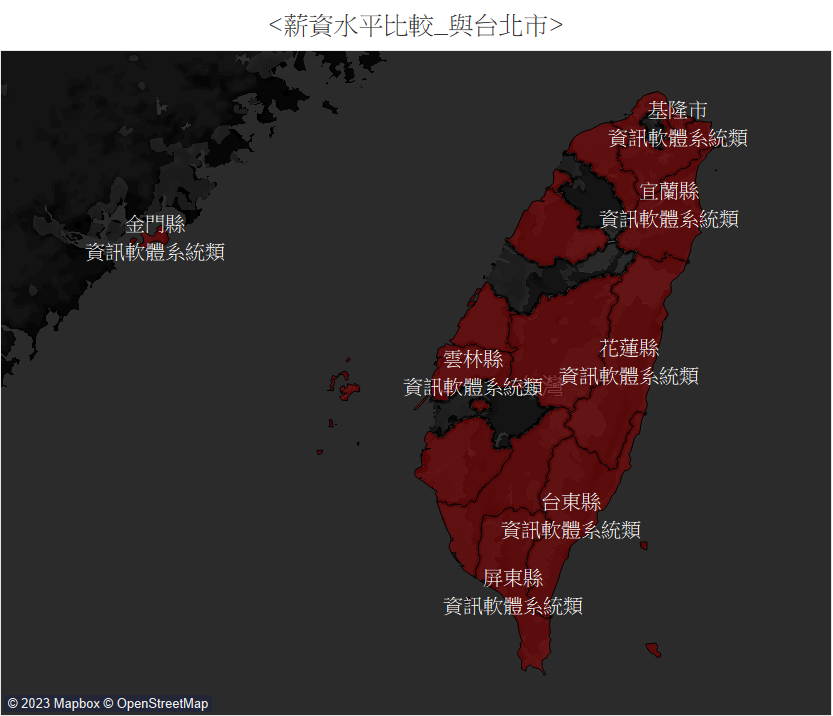 <薪資水平比較_與台北市>
基隆市
資訊軟體系統類
宜蘭縣
資訊軟體系統類
金門縣
資訊軟體系統類
花蓮縣
資訊軟體系統類
雲林縣
資訊軟體系統類
台東縣
資訊軟體系統類
屏東縣
資訊軟體系統類
© 2023 Mapbox © OpenStreetMap